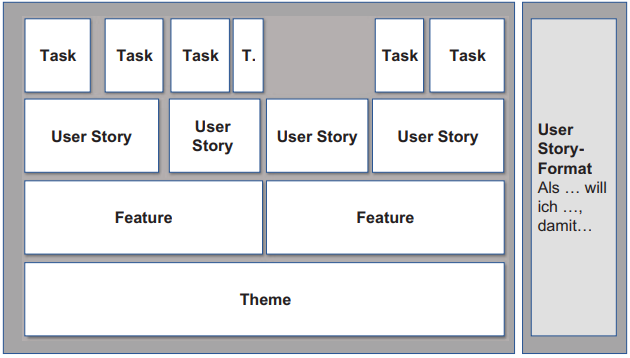 Task
Task
Task
T.
Task
Task
User Story
User
Story
User Story
User Story
Feature
Feature
Theme
User
Story-
Format
Als … will
ich …,
damit…